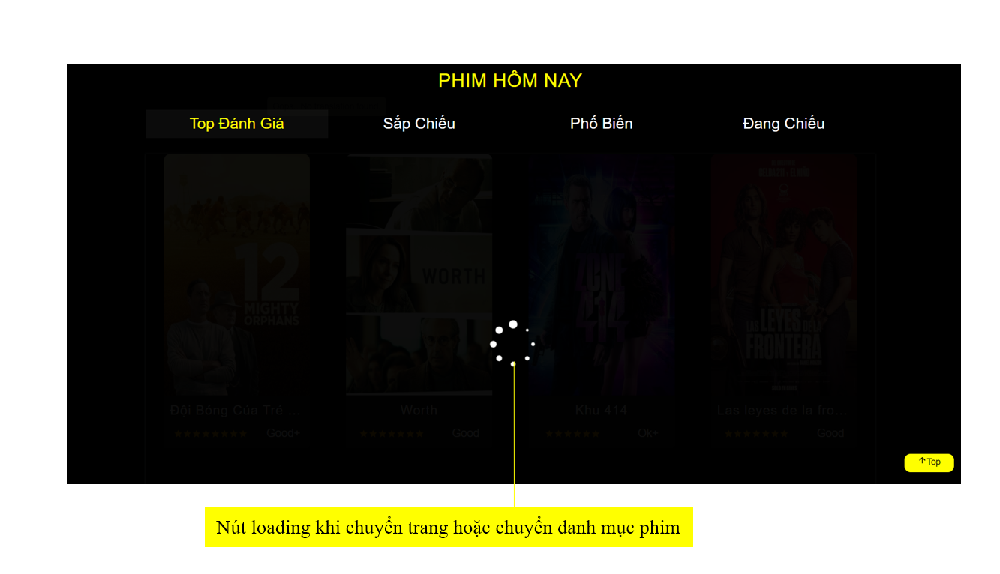 PHIM HÔM NAY
Top Đánh Giá Sắp Chiếu Phổ Biến Đang Chiếu
12
MIGHTY
ORPHANS
WORTH
ZONE
414
LAS LEYES DE LA
FRONTERA
Đội Bóng Của Trẻ ... Worth Khu 414 Las leyes de la fro...
★★★★★★★★ Good+ ★★★★★★★ Good ★★★★★★ Ok+ ★★★★★★★ Good
↑Top
Nút loading khi chuyển trang hoặc chuyển danh mục phim